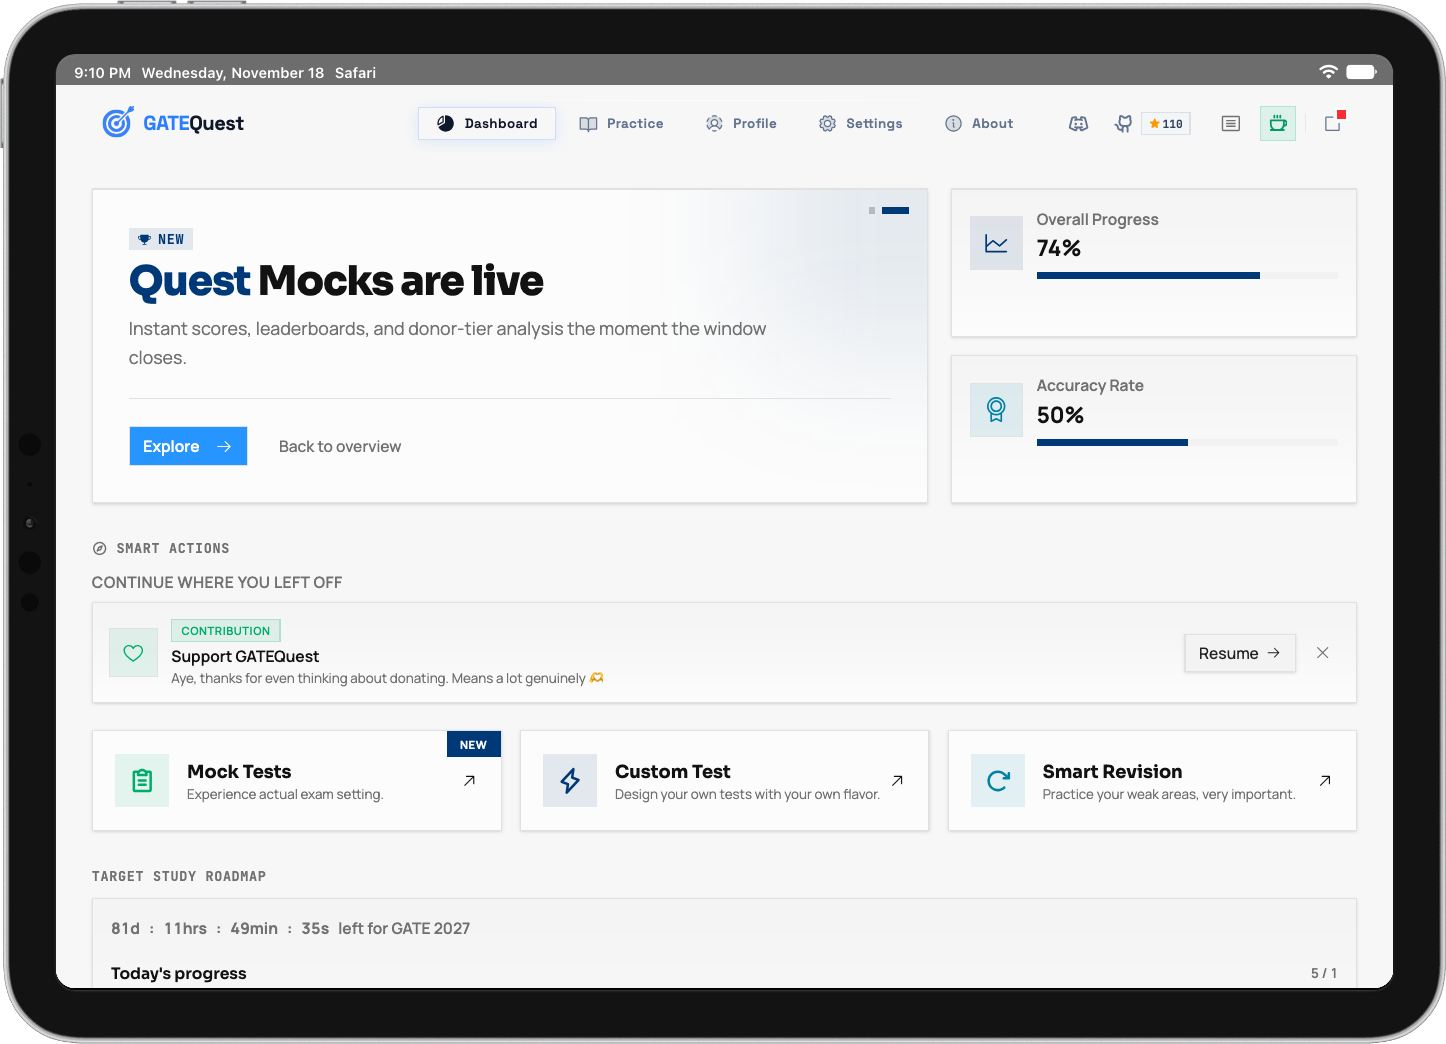 9:10 PM Wednesday, November 18 Safari
GATEQuest
Dashboard
Practice
Profile
Settings
About
110
NEW
Quest Mocks are live
Instant scores, leaderboards, and donor-tier analysis the moment the window
closes.
Explore
Back to overview
Overall Progress
74%
Accuracy Rate
50%
SMART ACTIONS
CONTINUE WHERE YOU LEFT OFF
CONTRIBUTION
Support GATEQuest
Aye, thanks for even thinking about donating. Means a lot genuinely 🫶
Resume
NEW
Mock Tests
Experience actual exam setting.
Custom Test
Design your own tests with your own flavor.
Smart Revision
Practice your weak areas, very important.
TARGET STUDY ROADMAP
81d : 11hrs : 49min : 35s left for GATE 2027
Today's progress
5 / 1